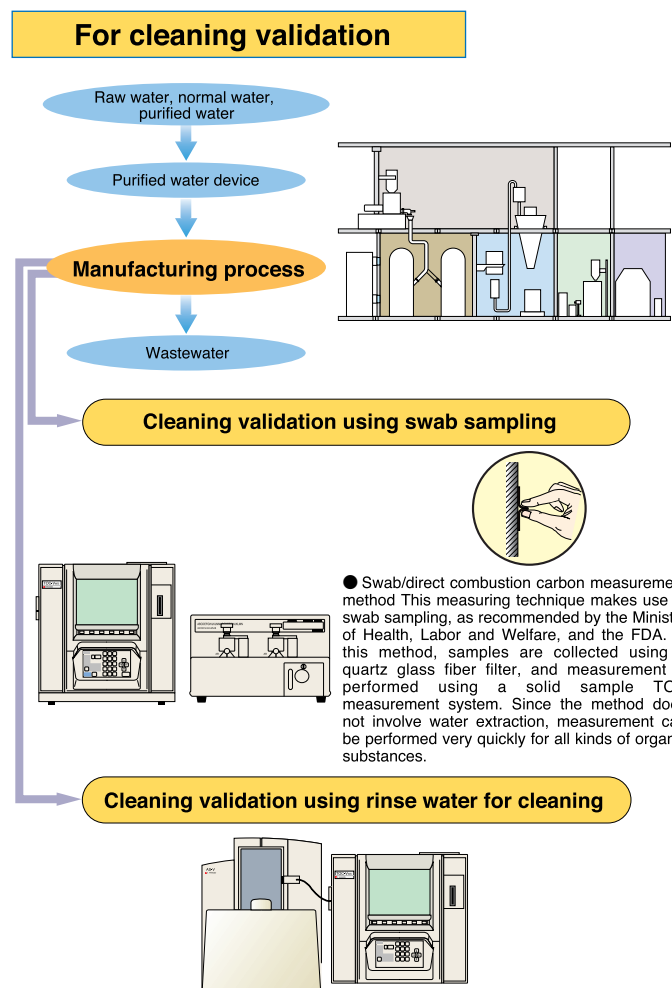 For cleaning validation
Raw water, normal water,
purified water
Purified water device
Manufacturing process
Wastewater
Cleaning validation using swab sampling
● Swab/direct combustion carbon measureme
method This measuring technique makes use
swab sampling, as recommended by the Minist
of Health, Labor and Welfare, and the FDA.
this method, samples are collected using
quartz glass fiber filter, and measurement
performed using a solid sample TO
measurement system. Since the method doe
not involve water extraction, measurement ca
be performed very quickly for all kinds of organ
substances.
Cleaning validation using rinse water for cleaning